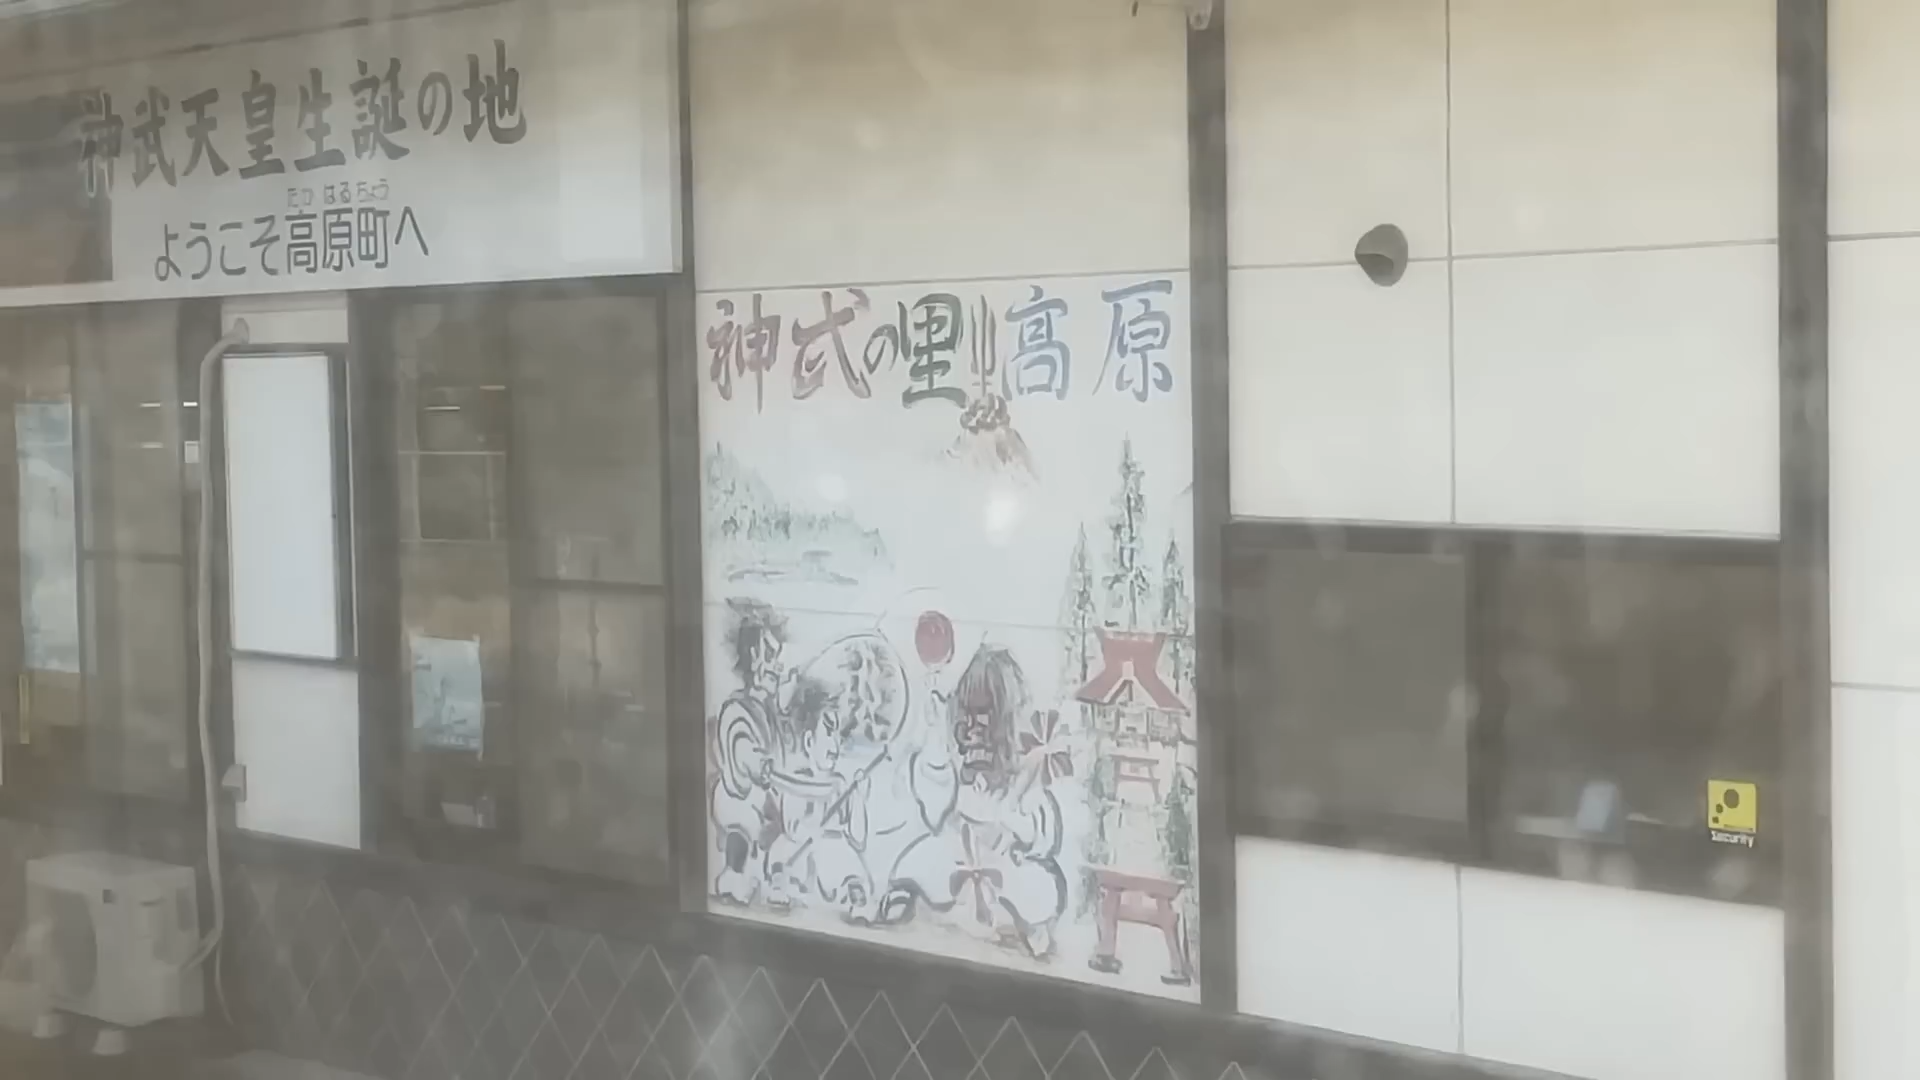 神武天皇生誕の地
たかはるちょう
ようこそ高原町へ
神武の里 高原
Security